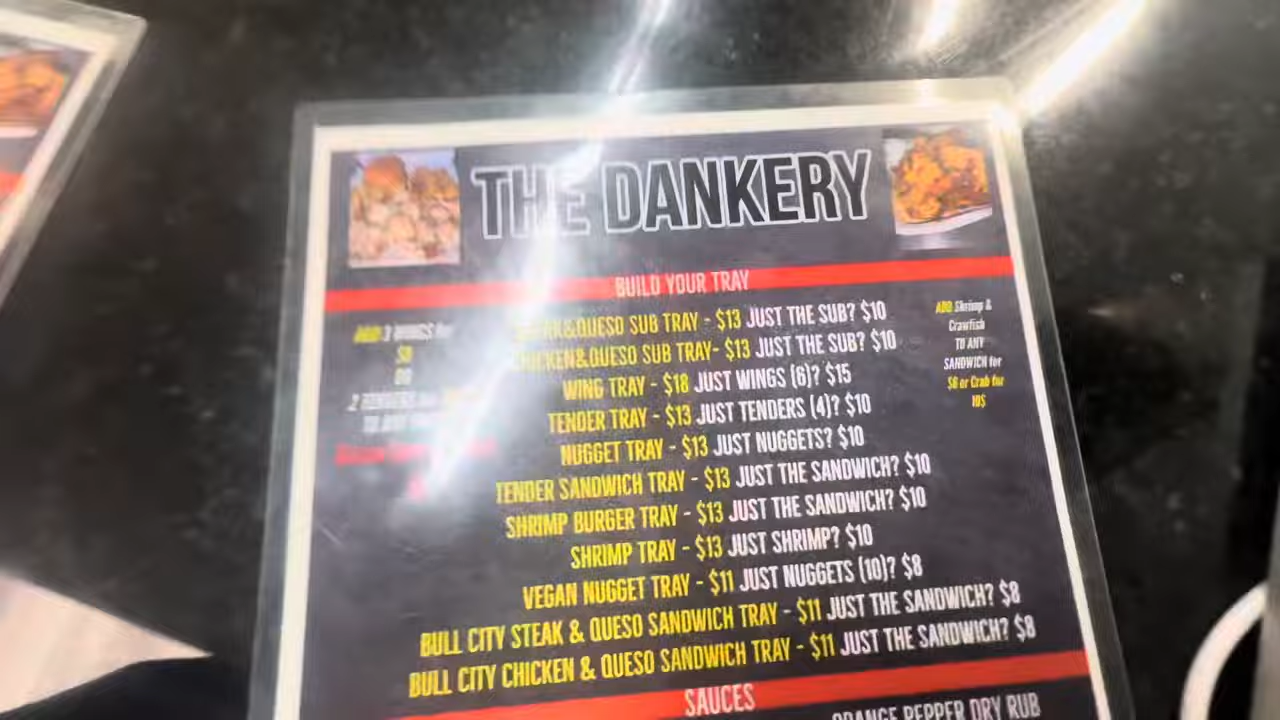 THE DANKERY
BUILD YOUR TRAY
ADD 3 WINGS for
OR
STEAK&QUESO SUB TRAY - $13 JUST THE SUB? $10
CHICKEN&QUESO SUB TRAY- $13 JUST THE SUB? $10
WING TRAY - $18 JUST WINGS (6)? $15
TENDER TRAY - $13 JUST TENDERS (4)? $10
NUGGET TRAY - $13 JUST NUGGETS? $10
TENDER SANDWICH TRAY - $13 JUST THE SANDWICH? $10
SHRIMP BURGER TRAY - $13 JUST THE SANDWICH? $10
SHRIMP TRAY - $13 JUST SHRIMP? $10
VEGAN NUGGET TRAY - $11 JUST NUGGETS (10)? $8
BULL CITY STEAK & QUESO SANDWICH TRAY - $11 JUST THE SANDWICH? $8
BULL CITY CHICKEN & QUESO SANDWICH TRAY - $11 JUST THE SANDWICH? $8
ADD Shrimp &
Crawfish
TO ANY
SANDWICH for
$6 or Crab for
10$
SAUCES
ORANGE PEPPER DRY RUB